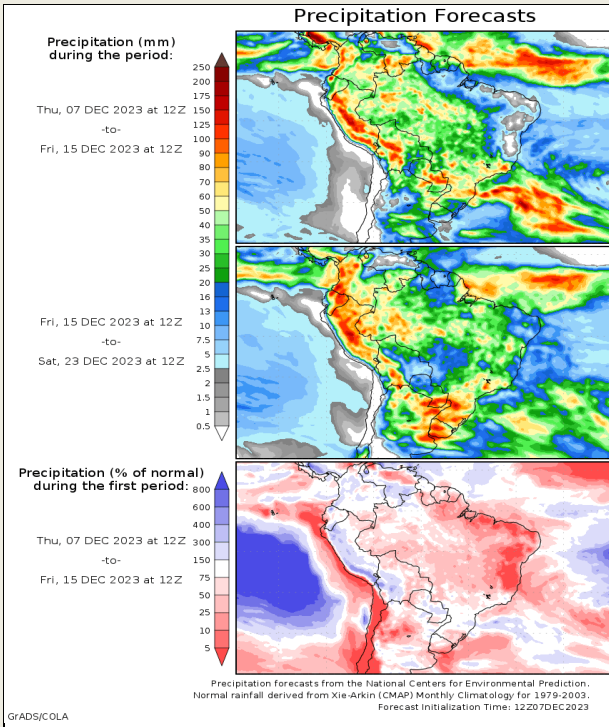 Precipitation Forecasts
Precipitation (mm)
during the period:
Thu, 07 DEC 2023 at 12Z
-to-
Fri, 15 DEC 2023 at 12Z
250
200
175
150
125
100
90
80
70
60
50
40
35
30
25
20
16
13
10
7.5
5
2.5
2
1.5
1
0.5
Fri, 15 DEC 2023 at 12Z
-to-
Sat, 23 DEC 2023 at 12Z
Precipitation (% of normal)
during the first period:
Thu, 07 DEC 2023 at 12Z
-to-
Fri, 15 DEC 2023 at 12Z
800
600
400
300
150
75
50
25
10
5
Precipitation forecasts from the National Centers for Environmental Prediction.
Normal rainfall derived from Xie-Arkin (CMAP) Monthly Climatology for 1979-2003.
Forecast Initialization Time: 12Z07DEC2023
GrADS/COLA